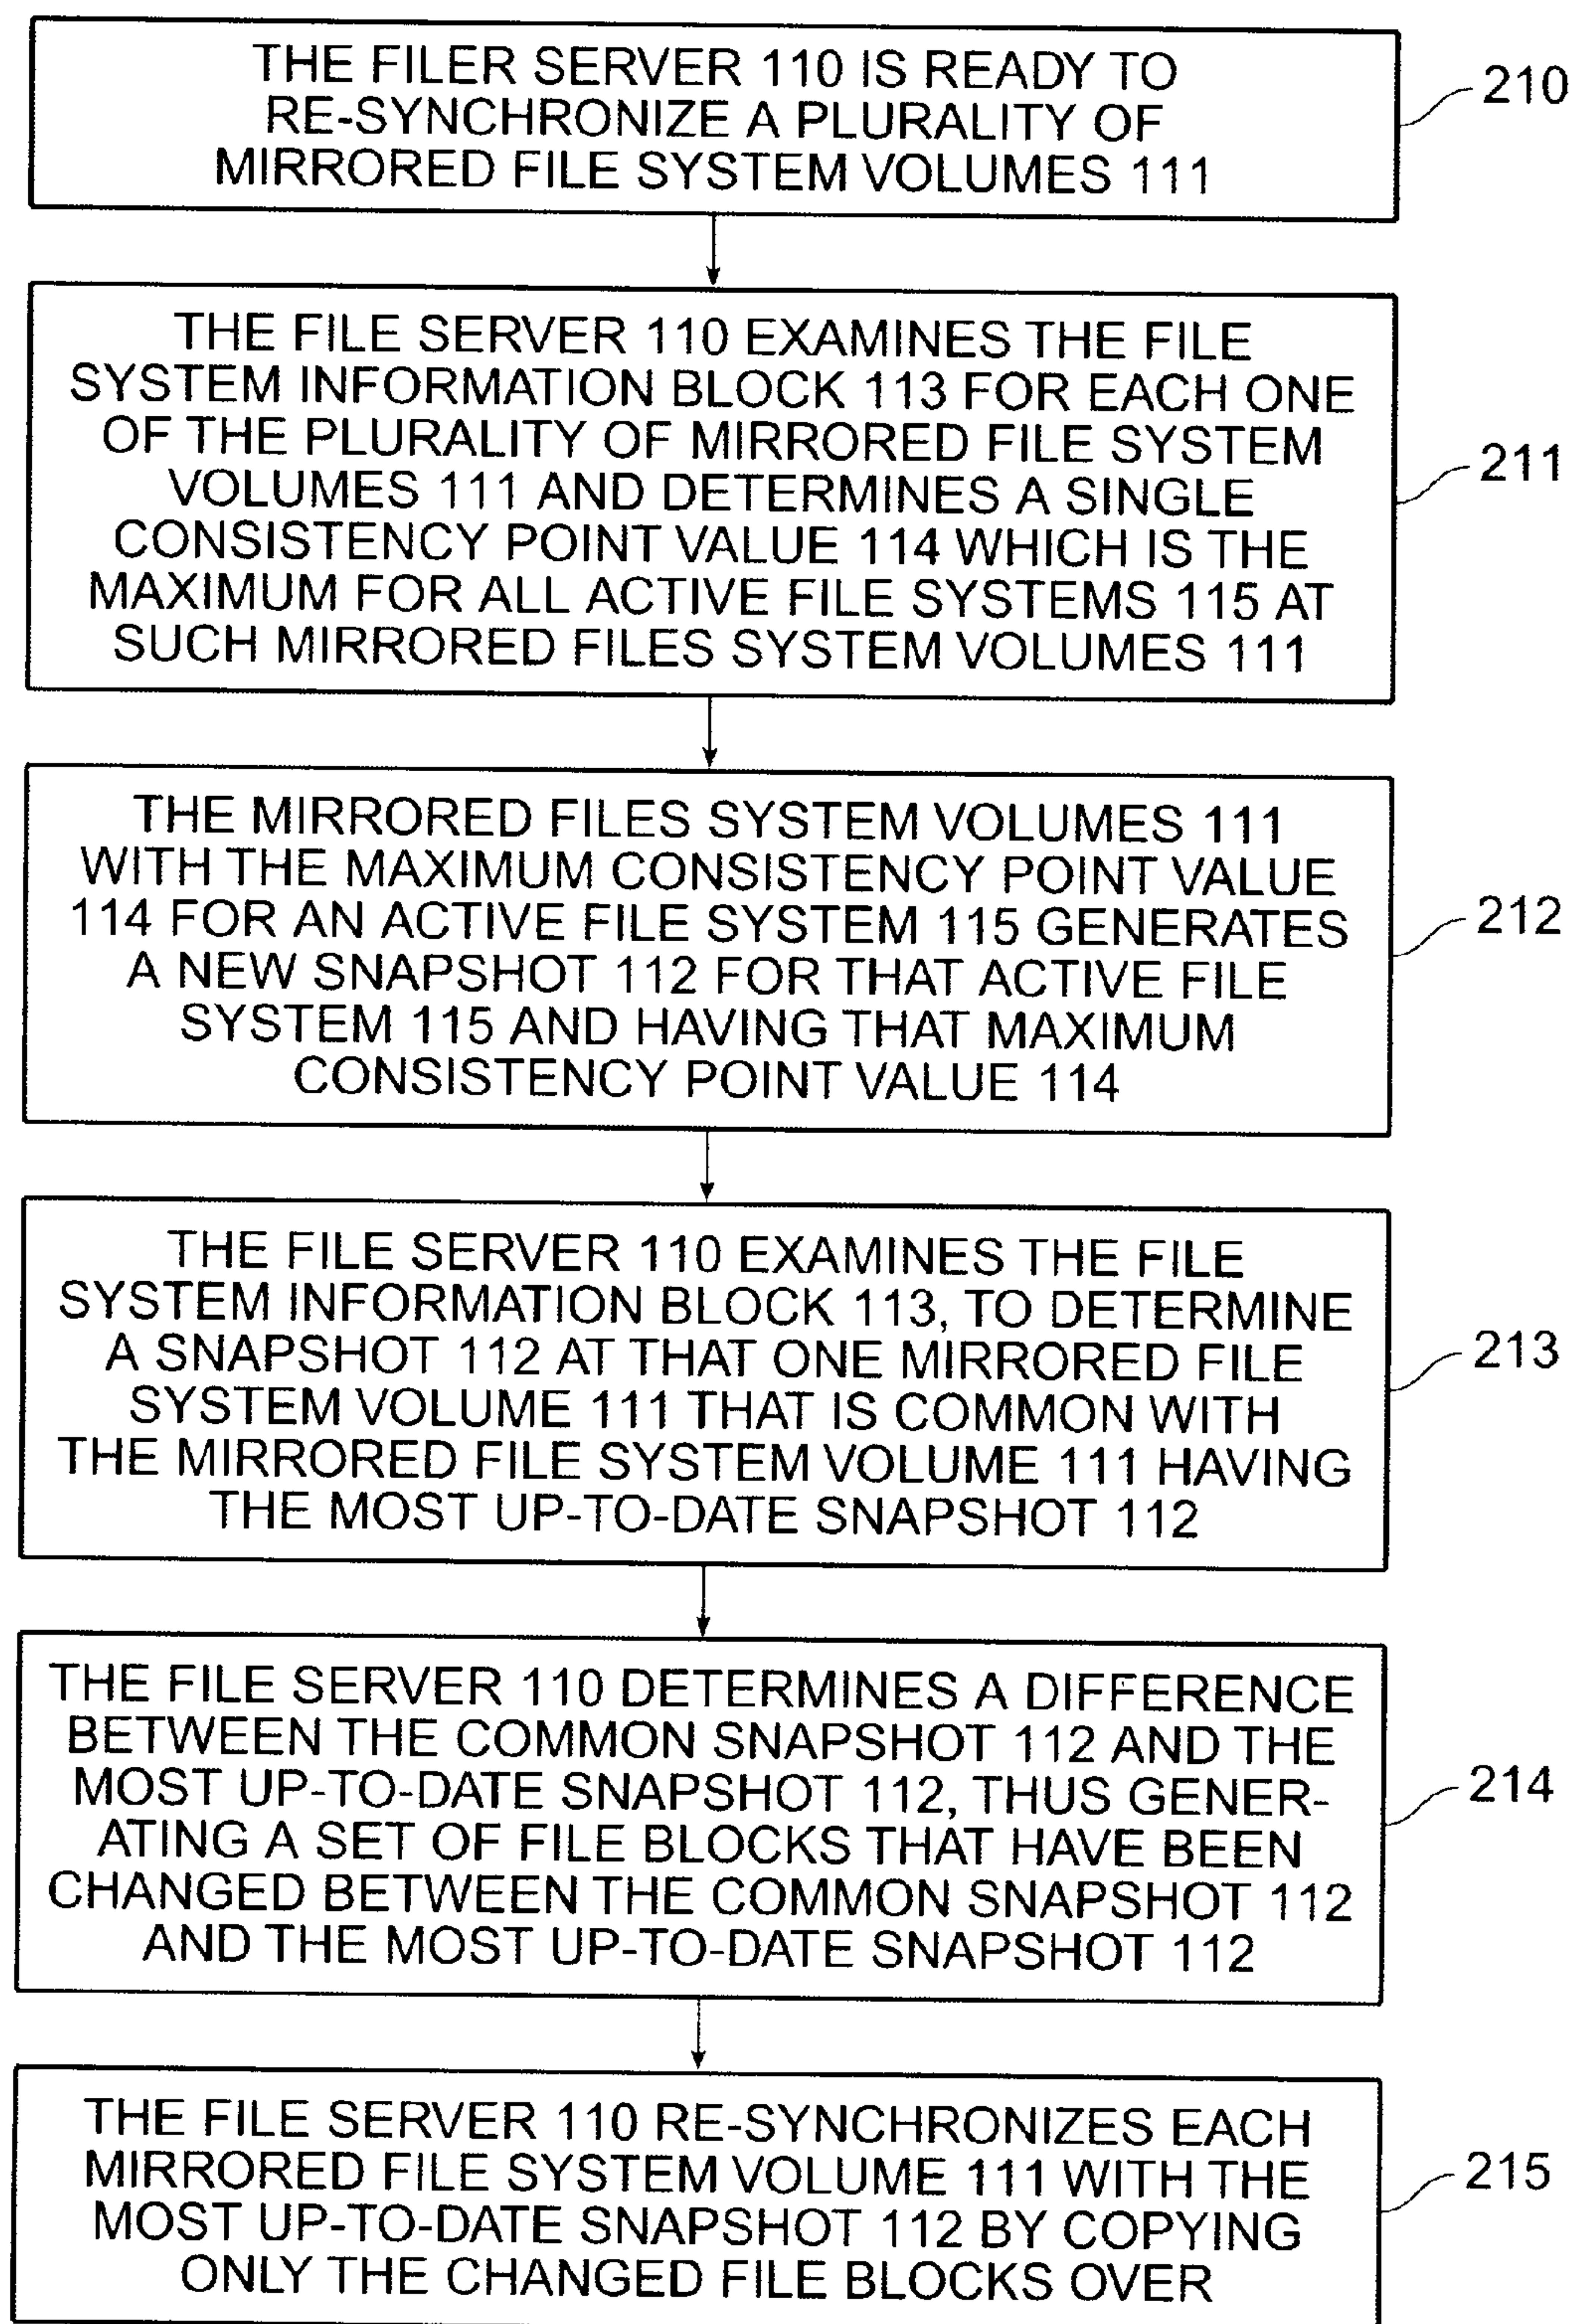 THE FILER SERVER 110 IS READY TO
RE-SYNCHRONIZE A PLURALITY OF
MIRRORED FILE SYSTEM VOLUMES 111
210
THE FILE SERVER 110 EXAMINES THE FILE
SYSTEM INFORMATION BLOCK 113 FOR EACH ONE
OF THE PLURALITY OF MIRRORED FILE SYSTEM
VOLUMES 111 AND DETERMINES A SINGLE
CONSISTENCY POINT VALUE 114 WHICH IS THE
MAXIMUM FOR ALL ACTIVE FILE SYSTEMS 115 AT
SUCH MIRRORED FILES SYSTEM VOLUMES 111
211
THE MIRRORED FILES SYSTEM VOLUMES 111
WITH THE MAXIMUM CONSISTENCY POINT VALUE
114 FOR AN ACTIVE FILE SYSTEM 115 GENERATES
A NEW SNAPSHOT 112 FOR THAT ACTIVE FILE
SYSTEM 115 AND HAVING THAT MAXIMUM
CONSISTENCY POINT VALUE 114
212
THE FILE SERVER 110 EXAMINES THE FILE
SYSTEM INFORMATION BLOCK 113, TO DETERMINE
A SNAPSHOT 112 AT THAT ONE MIRRORED FILE
SYSTEM VOLUME 111 THAT IS COMMON WITH
THE MIRRORED FILE SYSTEM VOLUME 111 HAVING
THE MOST UP-TO-DATE SNAPSHOT 112
213
THE FILE SERVER 110 DETERMINES A DIFFERENCE
BETWEEN THE COMMON SNAPSHOT 112 AND THE
MOST UP-TO-DATE SNAPSHOT 112, THUS GENER-
ATING A SET OF FILE BLOCKS THAT HAVE BEEN
CHANGED BETWEEN THE COMMON SNAPSHOT 112
AND THE MOST UP-TO-DATE SNAPSHOT 112
214
THE FILE SERVER 110 RE-SYNCHRONIZES EACH
MIRRORED FILE SYSTEM VOLUME 111 WITH THE
MOST UP-TO-DATE SNAPSHOT 112 BY COPYING
ONLY THE CHANGED FILE BLOCKS OVER
215